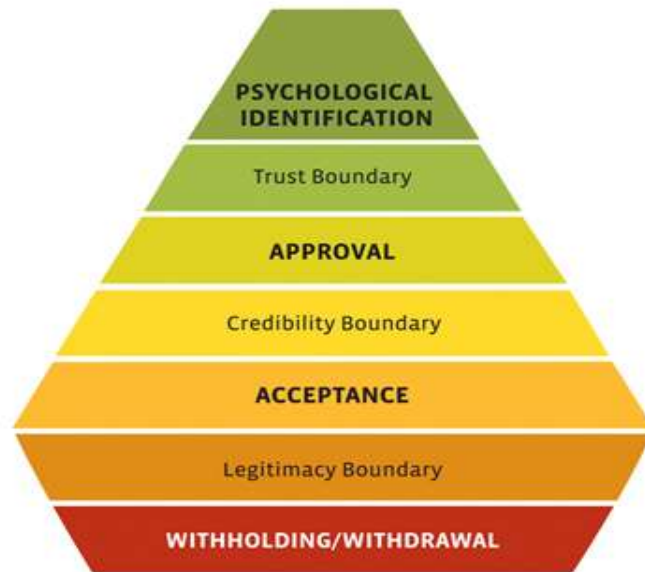 PSYCHOLOGICAL
IDENTIFICATION
Trust Boundary
APPROVAL
Credibility Boundary
ACCEPTANCE
Legitimacy Boundary
WITHHOLDING/WITHDRAWAL